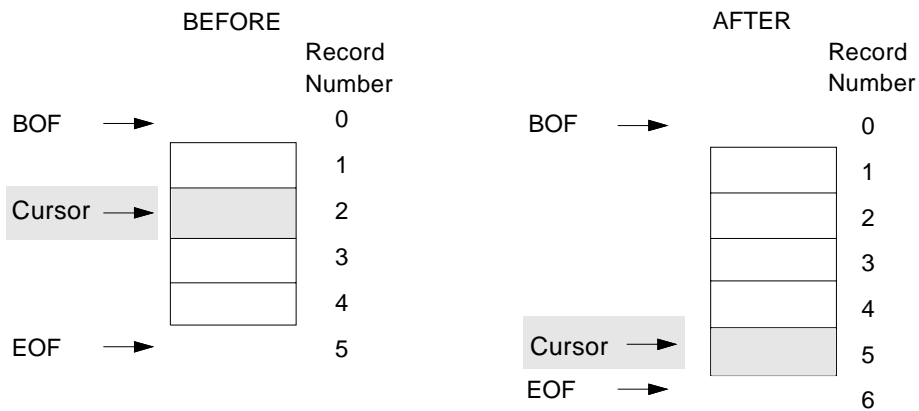 BEFORE
Record
Number
BOF
0
1
Cursor
2
3
4
EOF
5
AFTER
Record
Number
BOF
0
1
2
3
4
Cursor
5
EOF
6